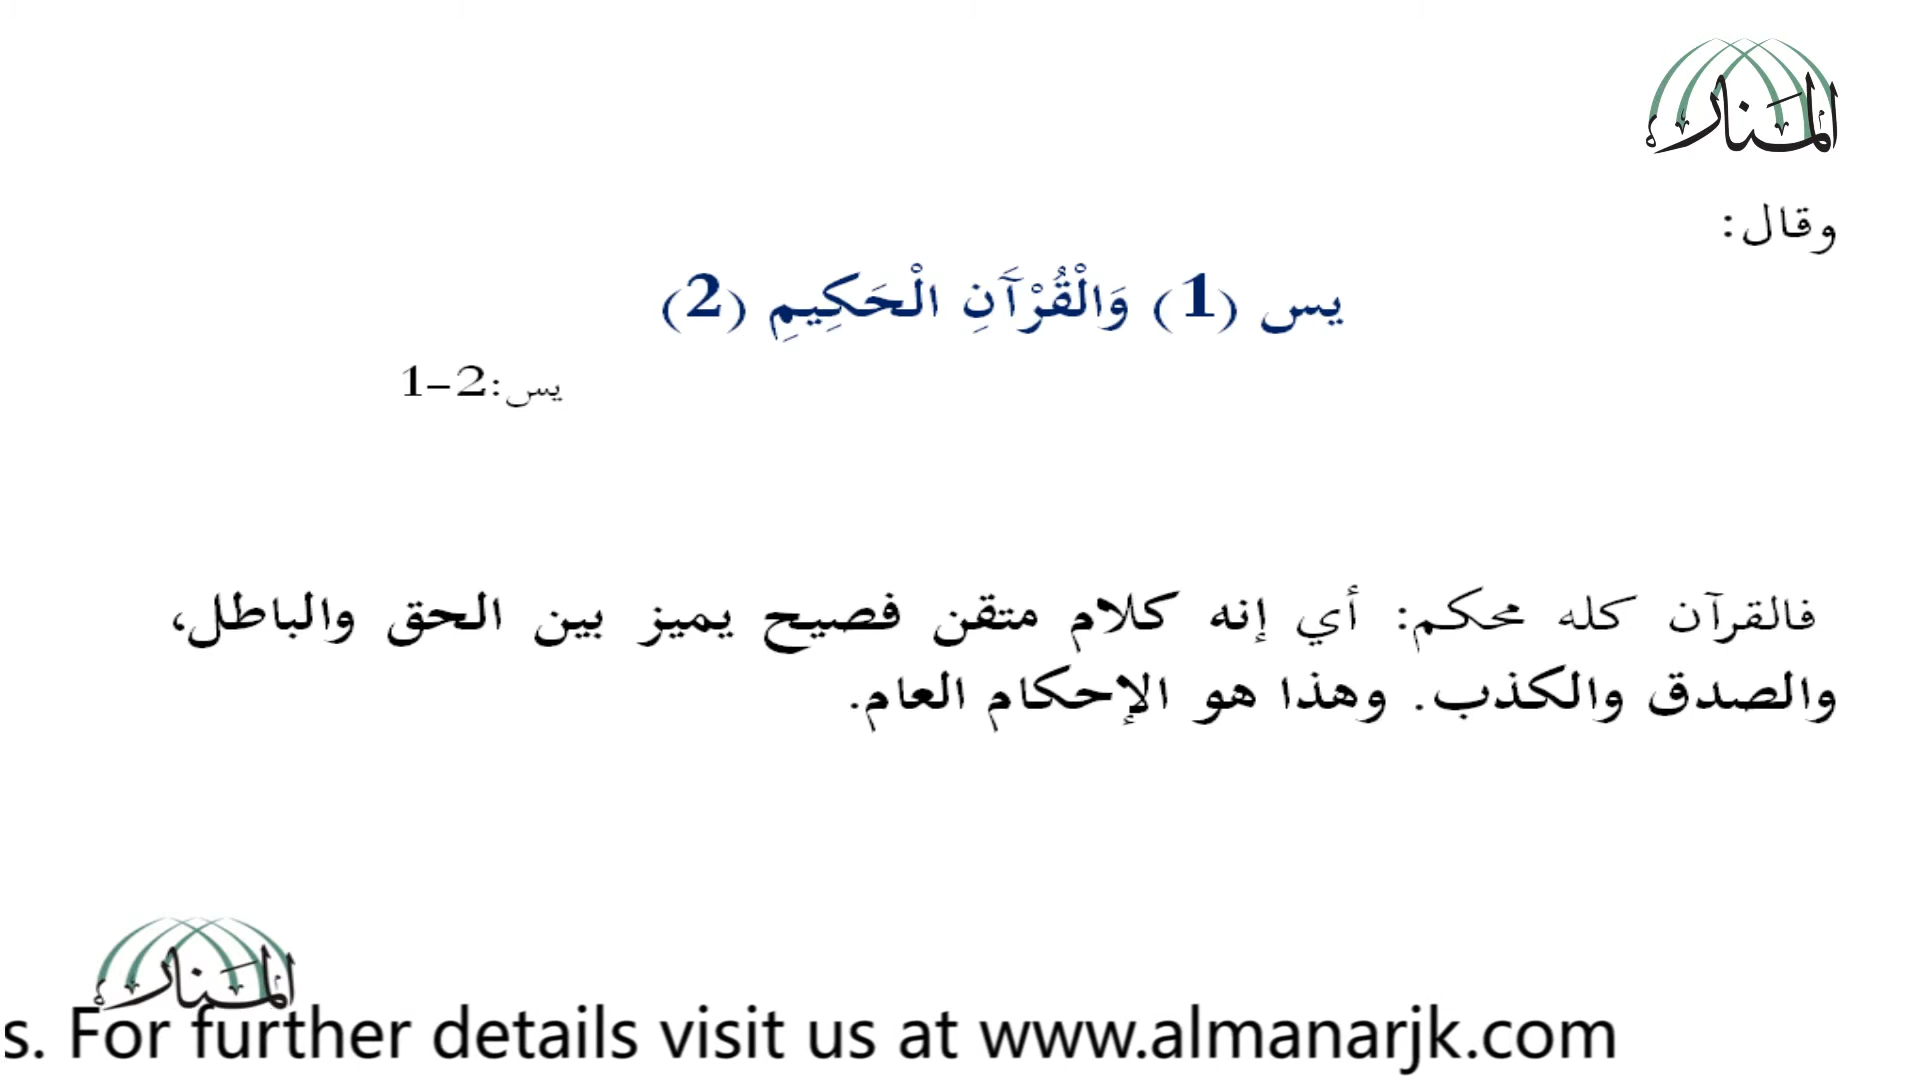 المنار
وقال:
يس (1) وَالْقُرْآَنِ الْحَكِيمِ (2)
يس:2-1
فالقرآن كله محكم: أي إنه كلام متقن فصيح يميز بين الحق والباطل،
والصدق والكذب. وهذا هو الإحكام العام.
المنار
s. For further details visit us at www.almanarjk.com